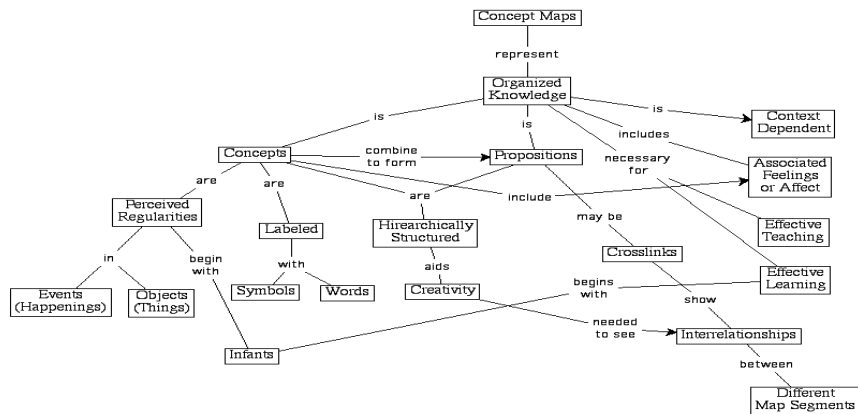 Concept Maps
represent
Organized
Knowledge
is
is
is
Context
Dependent
includes
Concepts
combine
to form
Propositions
necessary
for
Associated
Feelings
or Affect
are
are
are
include
Perceived
Regularities
Labeled
Hirearchically
Structured
may be
Effective
Teaching
in
begin
with
with
aids
Crosslinks
Events
(Happenings)
Objects
(Things)
Symbols
Words
Creativity
begins
with
show
Effective
Learning
needed
to see
Interrelationships
Infants
between
Different
Map Segments